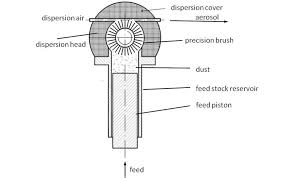 dispersion cover
dispersion air
aerosol
dispersion head
precision brush
dust
feed stock reservoir
feed piston
feed